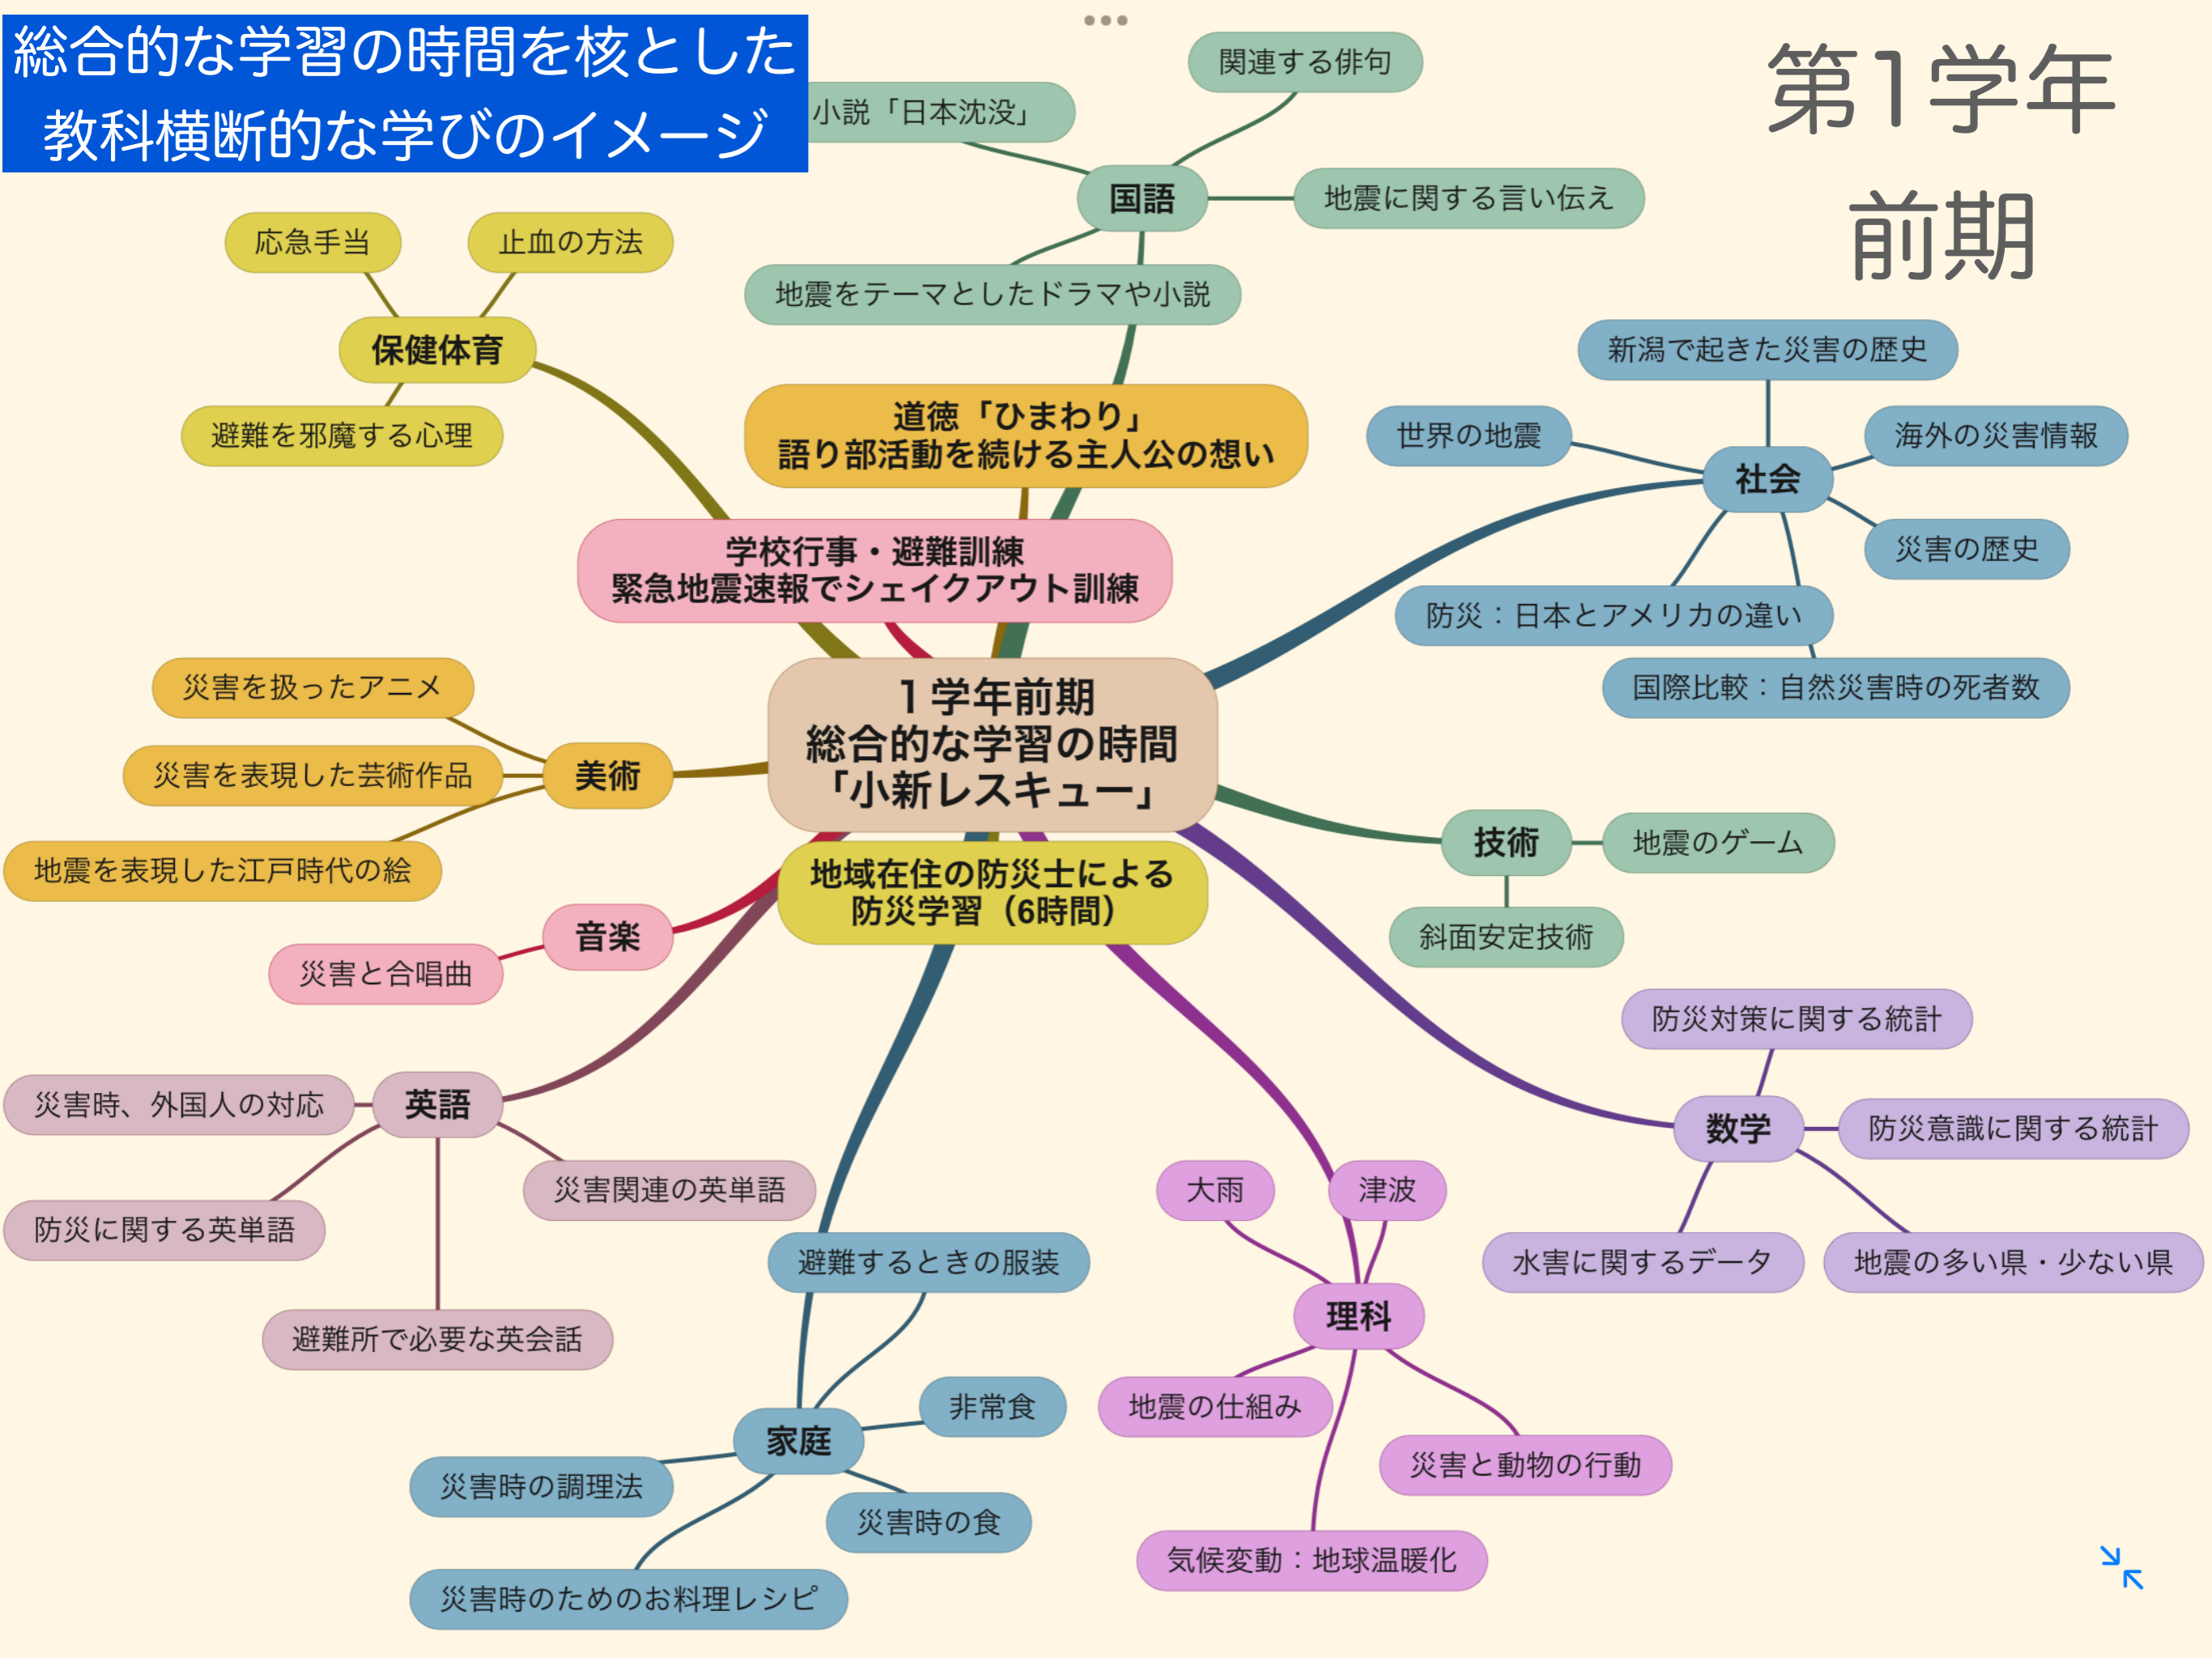 総合的な学習の時間を核とした
教科横断的な学びのイメージ
第1学年
前期
関連する俳句
小説「日本沈没」
国語
地震に関する言い伝え
地震をテーマとしたドラマや小説
応急手当
止血の方法
保健体育
避難を邪魔する心理
道徳「ひまわり」
語り部活動を続ける主人公の想い
学校行事・避難訓練
緊急地震速報でシェイクアウト訓練
新潟で起きた災害の歴史
世界の地震
海外の災害情報
社会
災害の歴史
防災：日本とアメリカの違い
国際比較：自然災害時の死者数
１学年前期
総合的な学習の時間
「小新レスキュー」
災害を扱ったアニメ
災害を表現した芸術作品
美術
地震を表現した江戸時代の絵
技術
地震のゲーム
斜面安定技術
地域在住の防災士による
防災学習（6時間）
音楽
災害と合唱曲
防災対策に関する統計
数学
防災意識に関する統計
水害に関するデータ
地震の多い県・少ない県
災害時、外国人の対応
英語
災害関連の英単語
防災に関する英単語
避難所で必要な英会話
大雨
津波
理科
地震の仕組み
災害と動物の行動
気候変動：地球温暖化
避難するときの服装
非常食
家庭
災害時の調理法
災害時の食
災害時のためのお料理レシピ